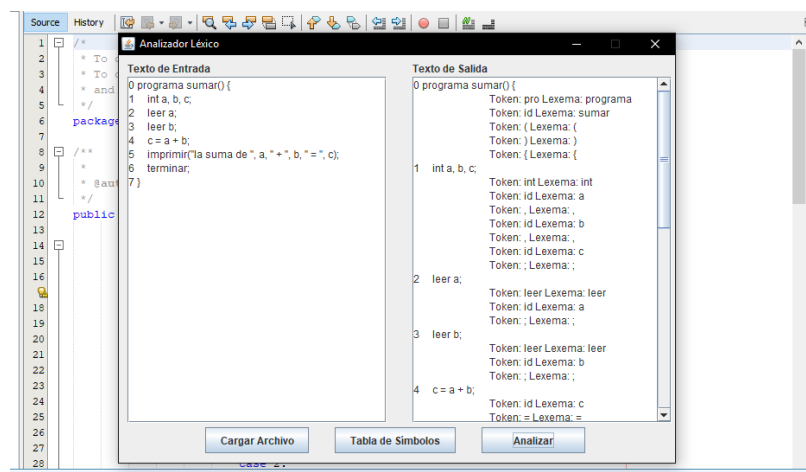 Source History
Analizador Léxico
Texto de Entrada
0 programa sumar() {
1 int a, b, c;
2 leer a;
3 leer b;
4 c = a + b;
5 imprimir("la suma de ", a, " + ", b, " = ", c);
6 terminar;
7 }
Texto de Salida
0 programa sumar() {
Token: pro Lexema: programa
Token: id Lexema: sumar
Token: ( Lexema: (
Token: ) Lexema: )
Token: { Lexema: {
1 int a, b, c;
Token: int Lexema: int
Token: id Lexema: a
Token: , Lexema: ,
Token: id Lexema: b
Token: , Lexema: ,
Token: id Lexema: c
Token: ; Lexema: ;
2 leer a;
Token: leer Lexema: leer
Token: id Lexema: a
Token: ; Lexema: ;
3 leer b;
Token: leer Lexema: leer
Token: id Lexema: b
Token: ; Lexema: ;
4 c = a + b;
Token: id Lexema: c
Token: = Lexema: =
Cargar Archivo Tabla de Símbolos Analizar
1 /*
2 * To
3 * To
4 * and
5 */
6 package
7
8 /**
9 *
10 * @aut
11 */
12 public
13
14
15
16
18
19
20
21
22
23
24
25
26
27
28 case 2: